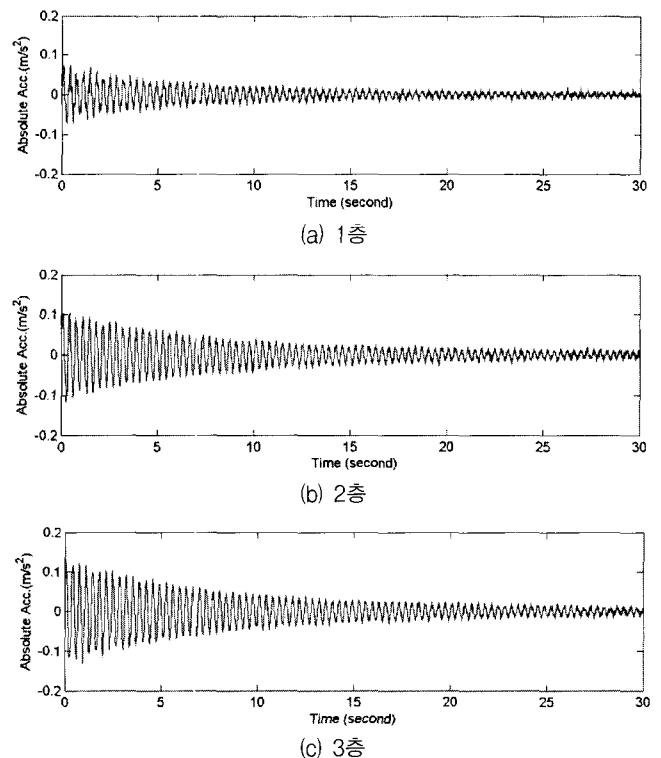 0.2
0.1
0
-0.1
-0.2
Absolute Acc.(m/s²)
0 5 10 15 20 25 30
Time (second)
(a) 1층
0.2
0.1
0
-0.1
-0.2
Absolute Acc.(m/s²)
0 5 10 15 20 25 30
Time (second)
(b) 2층
0.2
0.1
0
-0.1
-0.2
Absolute Acc.(m/s²)
0 5 10 15 20 25 30
Time (second)
(c) 3층